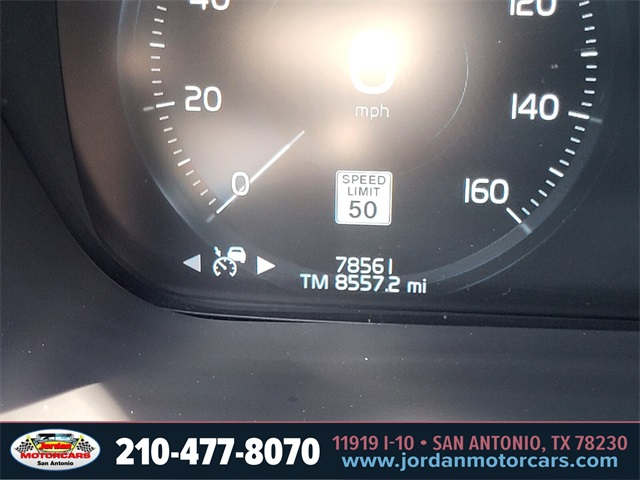 40
120
0
20
mph
140
0
SPEED
LIMIT
50
160
78561
TM 8557.2 mi
Jordan
MOTORCARS
San Antonio
210-477-8070
11919 I-10 • SAN ANTONIO, TX 78230
www.jordanmotorcars.com